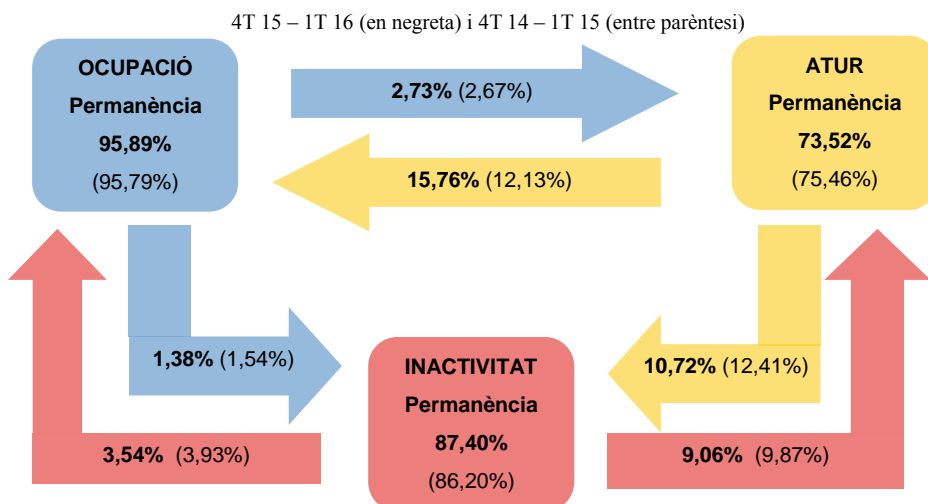 4T 15 – 1T 16 (en negreta) i 4T 14 – 1T 15 (entre parèntesi)
OCUPACIÓ
Permanència
95,89%
(95,79%)
2,73% (2,67%)
15,76% (12,13%)
ATUR
Permanència
73,52%
(75,46%)
1,38% (1,54%)
INACTIVITAT
Permanència
87,40%
(86,20%)
10,72% (12,41%)
3,54% (3,93%)
9,06% (9,87%)